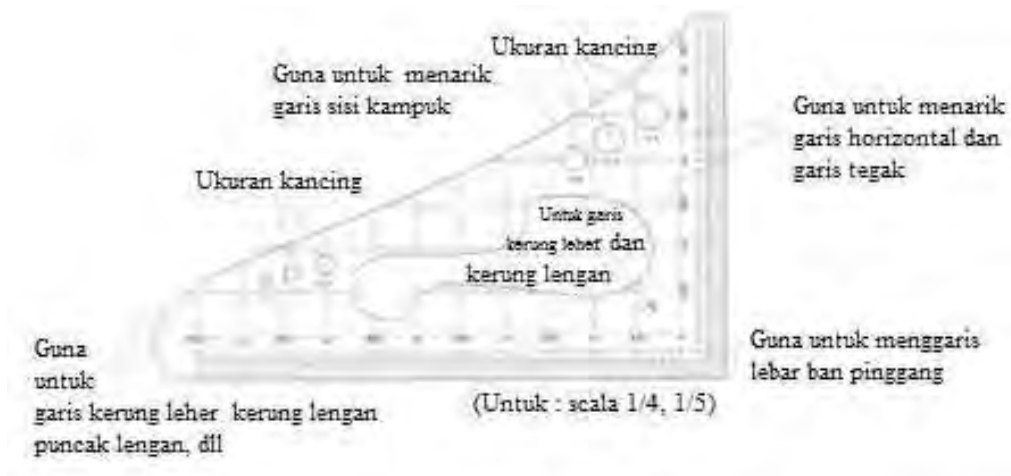 Ukuran kancing
Guna untuk menarik
garis sisi kampuk
Guna untuk menarik
garis horizontal dan
garis tegak
Ukuran kancing
Untuk garis
kerung leher dan
kerung lengan
Guna
untuk
garis kerung leher kerung lengan
puncak lengan, dll
Guna untuk menggaris
lebar ban pinggang
(Untuk : scala 1/4, 1/5)